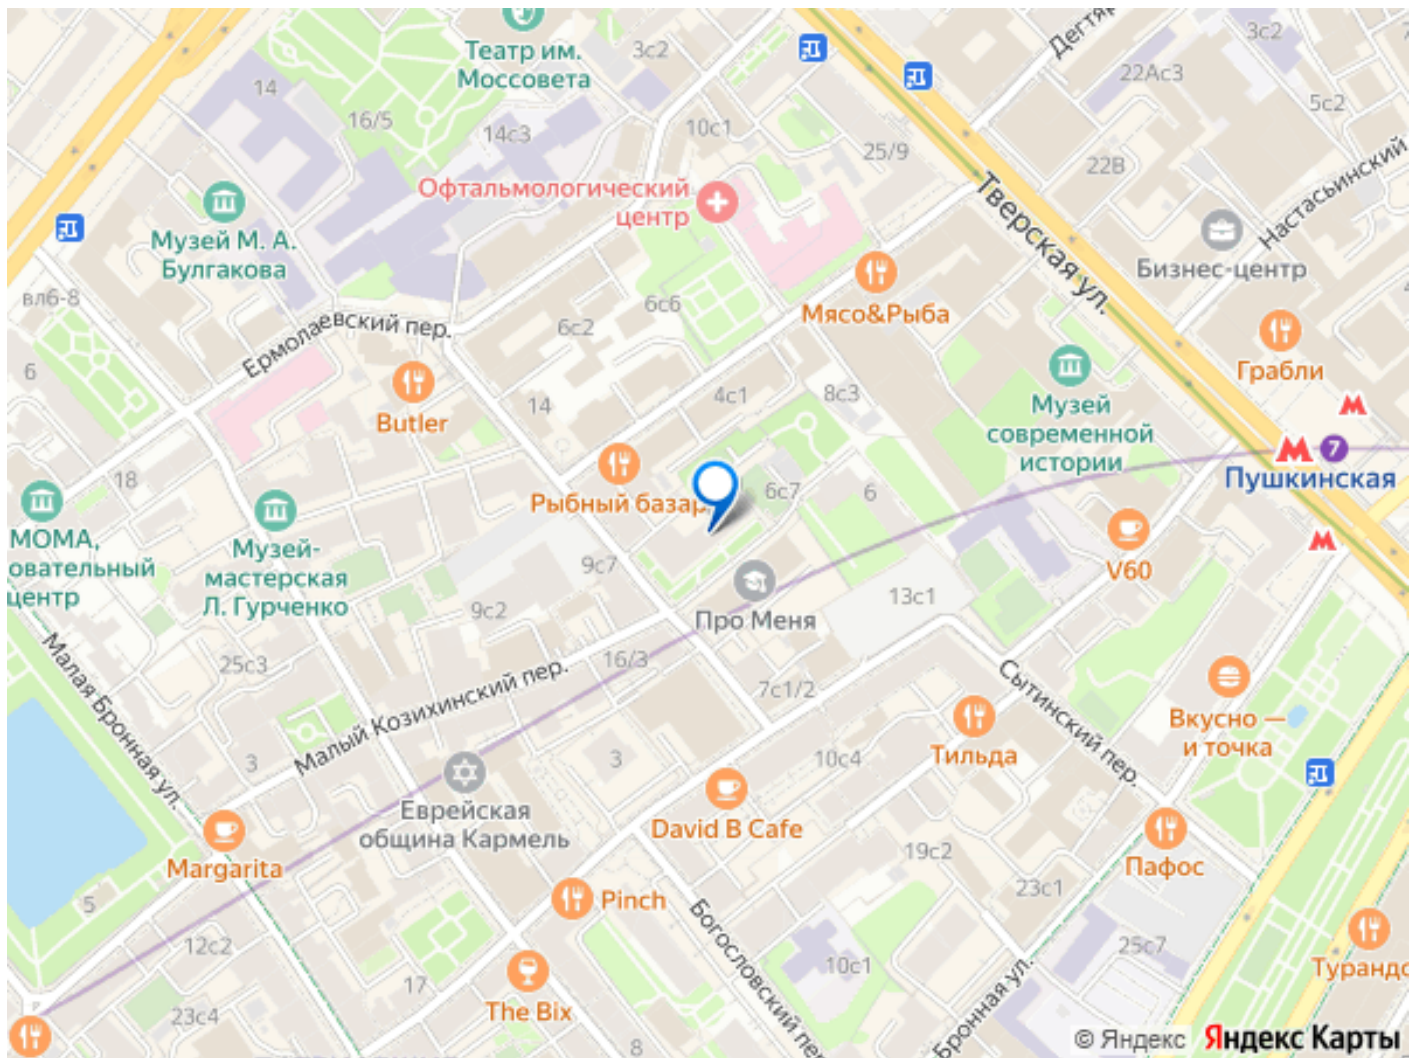 Театр им.
Моссовета
3с2
Дегтяр
3с2
22Ас3
5с2
14
16/5
14с3
10с1
25/9
22В
Настасьинский
Офтальмологический
центр
Тверская ул.
Музей М. А.
Булгакова
Бизнес-центр
вл6-8
6с6
6с2
Мясо&Рыба
Ермолаевский пер.
6
Butler
14
4с1
8с3
Грабли
Музей
современной
истории
7
Пушкинская
18
Рыбный базар
6с7
6
МОМА,
овательный
центр
Музей-
мастерская
Л. Гурченко
9с7
9с2
V60
Про Меня
13с1
Малая Бронная ул.
25с3
16/3
Малый Козихинский пер.
7с1/2
Сытинский пер.
Вкусно —
и точка
3
3
10с4
Тильда
Еврейская
община Кармель
David B Cafe
Margarita
19с2
Пафос
23с1
5
Pinch
Богословский пер.
12с2
17
10с1
25с7
Бронная ул.
The Bix
Турандо
23с4
8
© Яндекс Яндекс Карты